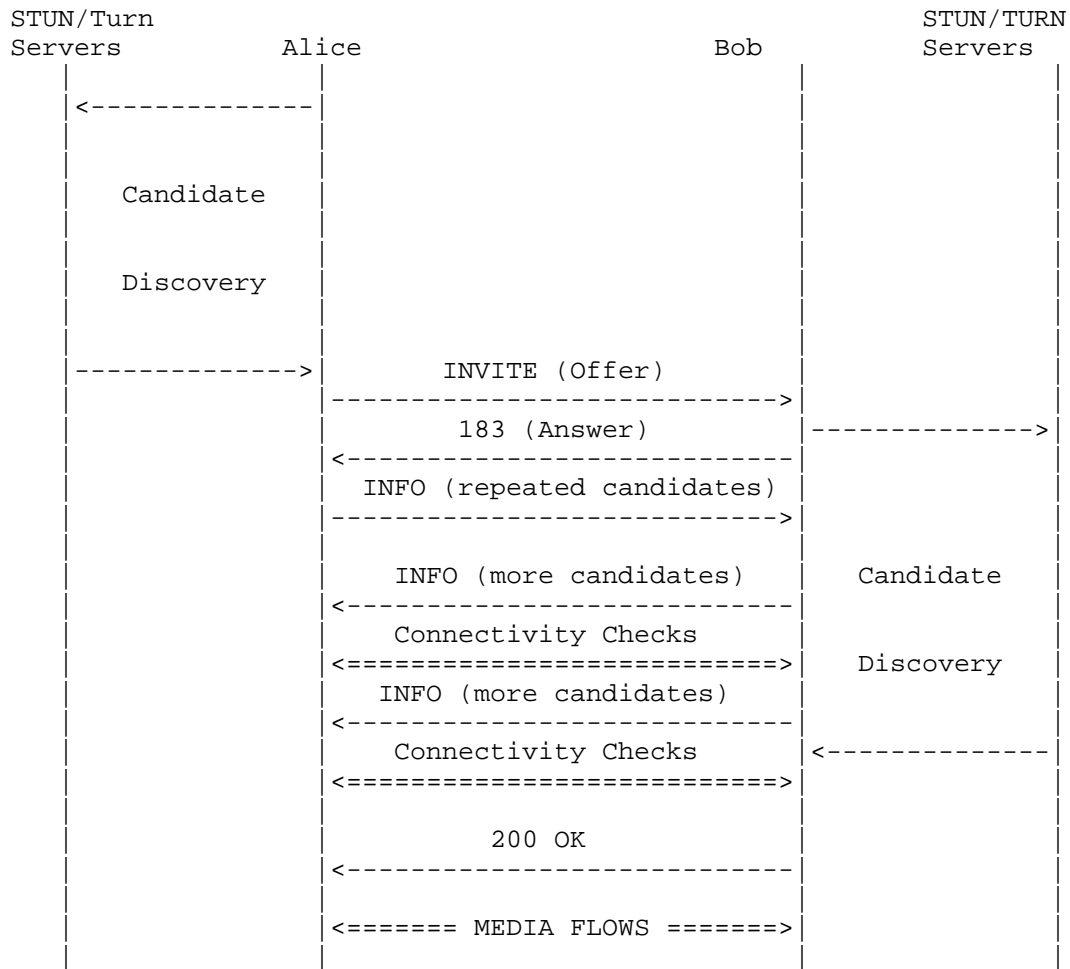 STUN/Turn STUN/TURN
Servers Alice Bob Servers
Candidate
Discovery
INVITE (Offer)
183 (Answer)
INFO (repeated candidates)
INFO (more candidates) Candidate
Connectivity Checks
Discovery
INFO (more candidates)
Connectivity Checks
200 OK
MEDIA FLOWS